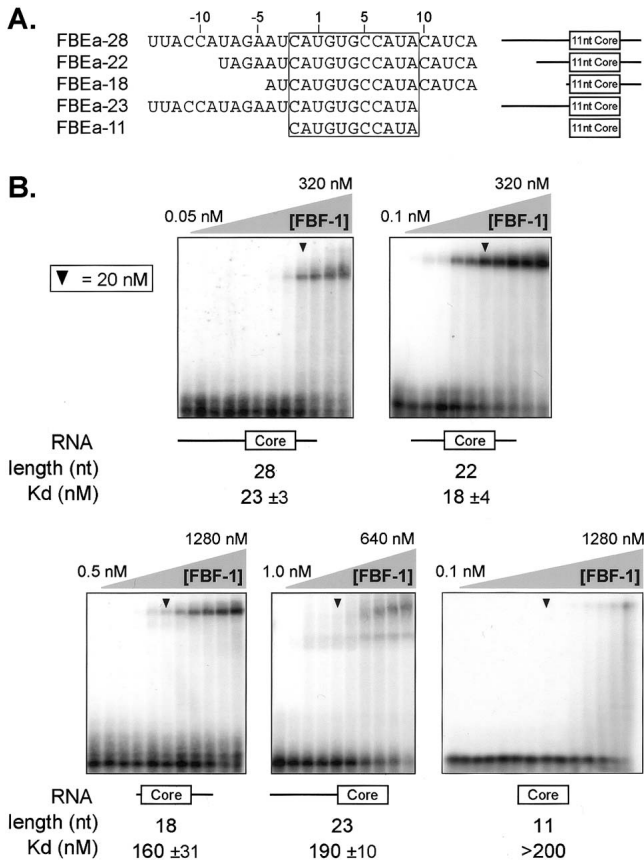 A.
-10 -5 1 5 10
FBEa-28 UUACCAUAGAAUCAUGUGCCAUACAUCA 11nt Core
FBEa-22 UAGAAUCAUGUGCCAUACAUCA 11nt Core
FBEa-18 AUCAUGUGCCAUACAUCA 11nt Core
FBEa-23 UUACCAUAGAAUCAUGUGCCAUA 11nt Core
FBEa-11 CAUGUGCCAUA 11nt Core
B.
320 nM 320 nM
0.05 nM [FBF-1] 0.1 nM [FBF-1]
▼ = 20 nM
RNA Core Core
length (nt) 28 22
Kd (nM) 23 ±3 18 ±4
1280 nM 640 nM 1280 nM
0.5 nM [FBF-1] 1.0 nM [FBF-1] 0.1 nM [FBF-1]
RNA Core Core Core
length (nt) 18 23 11
Kd (nM) 160 ±31 190 ±10 >200